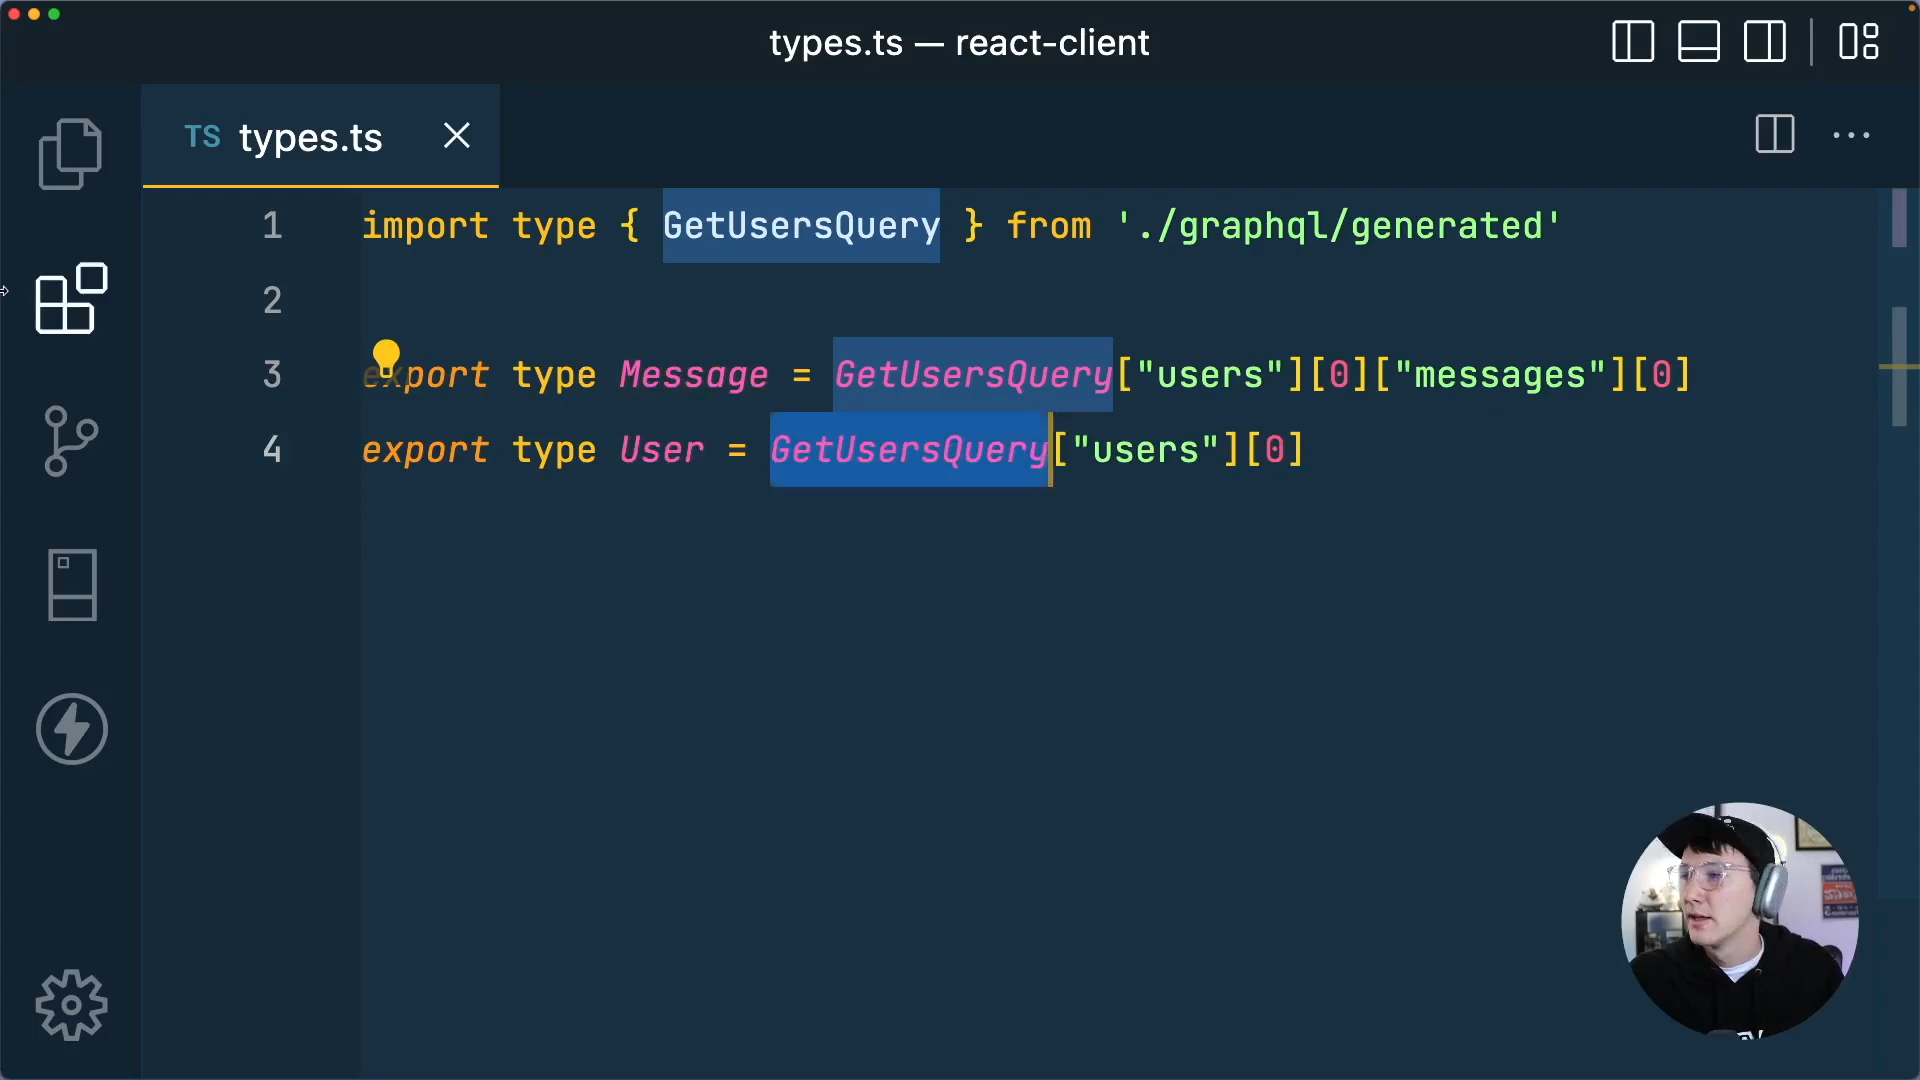 types.ts — react-client
TS types.ts
1 import type { GetUsersQuery } from './graphql/generated'
2
3 export type Message = GetUsersQuery["users"][0]["messages"][0]
4 export type User = GetUsersQuery["users"][0]